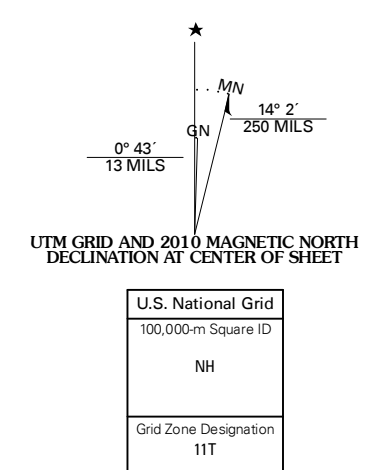 ★
MN
GN
14° 2´
250 MILS
0° 43´
13 MILS
UTM GRID AND 2010 MAGNETIC NORTH
DECLINATION AT CENTER OF SHEET
U.S. National Grid
100,000-m Square ID
NH
Grid Zone Designation
11T